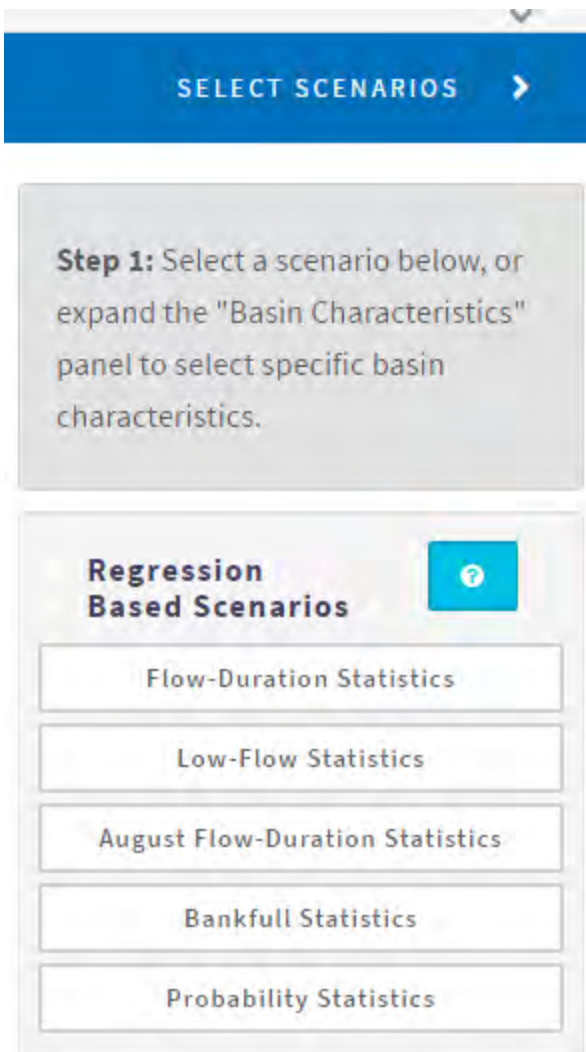 SELECT SCENARIOS
Step 1: Select a scenario below, or
expand the "Basin Characteristics"
panel to select specific basin
characteristics.
Regression
Based Scenarios
Flow-Duration Statistics
Low-Flow Statistics
August Flow-Duration Statistics
Bankfull Statistics
Probability Statistics